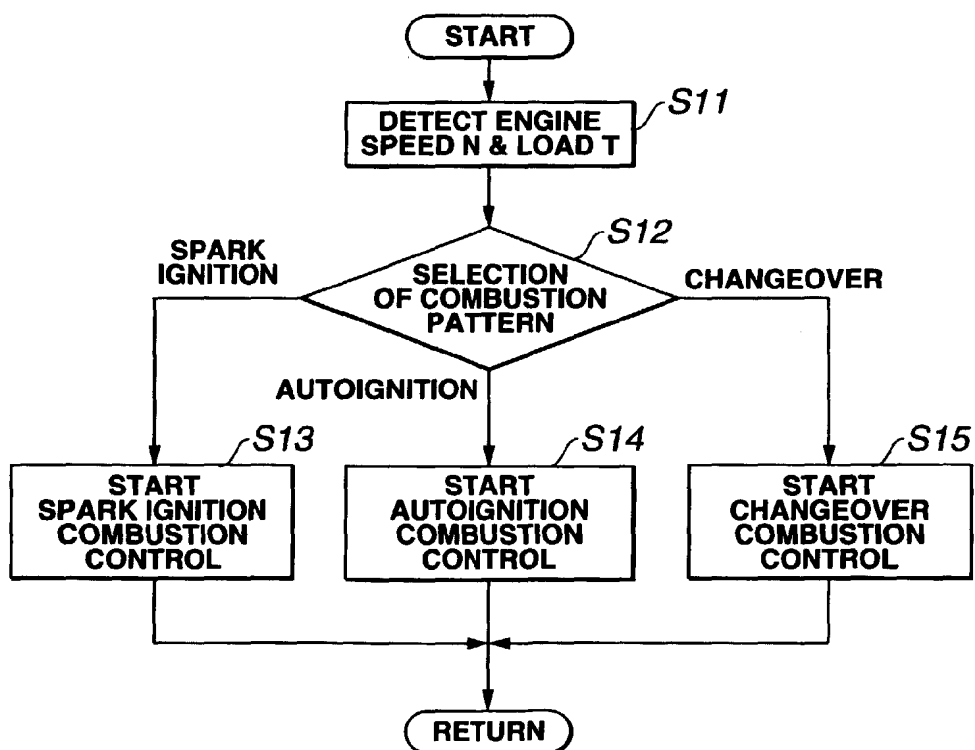 START
S11
DETECT ENGINE
SPEED N & LOAD T
S12
SPARK
IGNITION
SELECTION
OF COMBUSTION
PATTERN
CHANGEOVER
AUTOIGNITION
S13
START
SPARK IGNITION
COMBUSTION
CONTROL
S14
START
AUTOIGNITION
COMBUSTION
CONTROL
S15
START
CHANGEOVER
COMBUSTION
CONTROL
RETURN